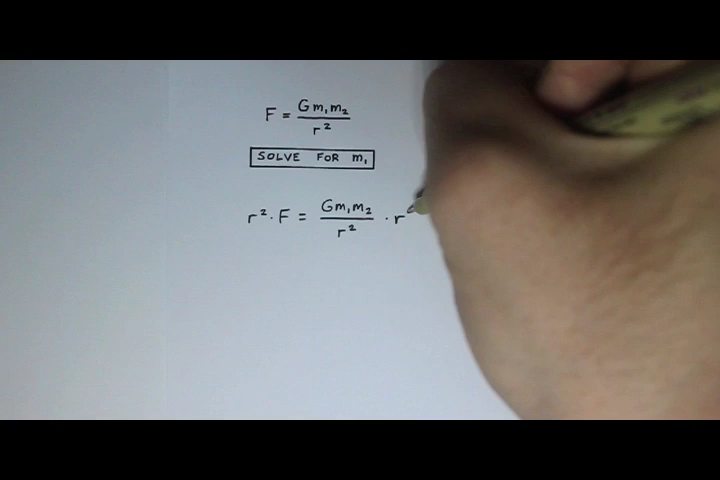 F = Gm₁m₂ / r²
SOLVE FOR m₁
r² · F = Gm₁m₂ / r² · r